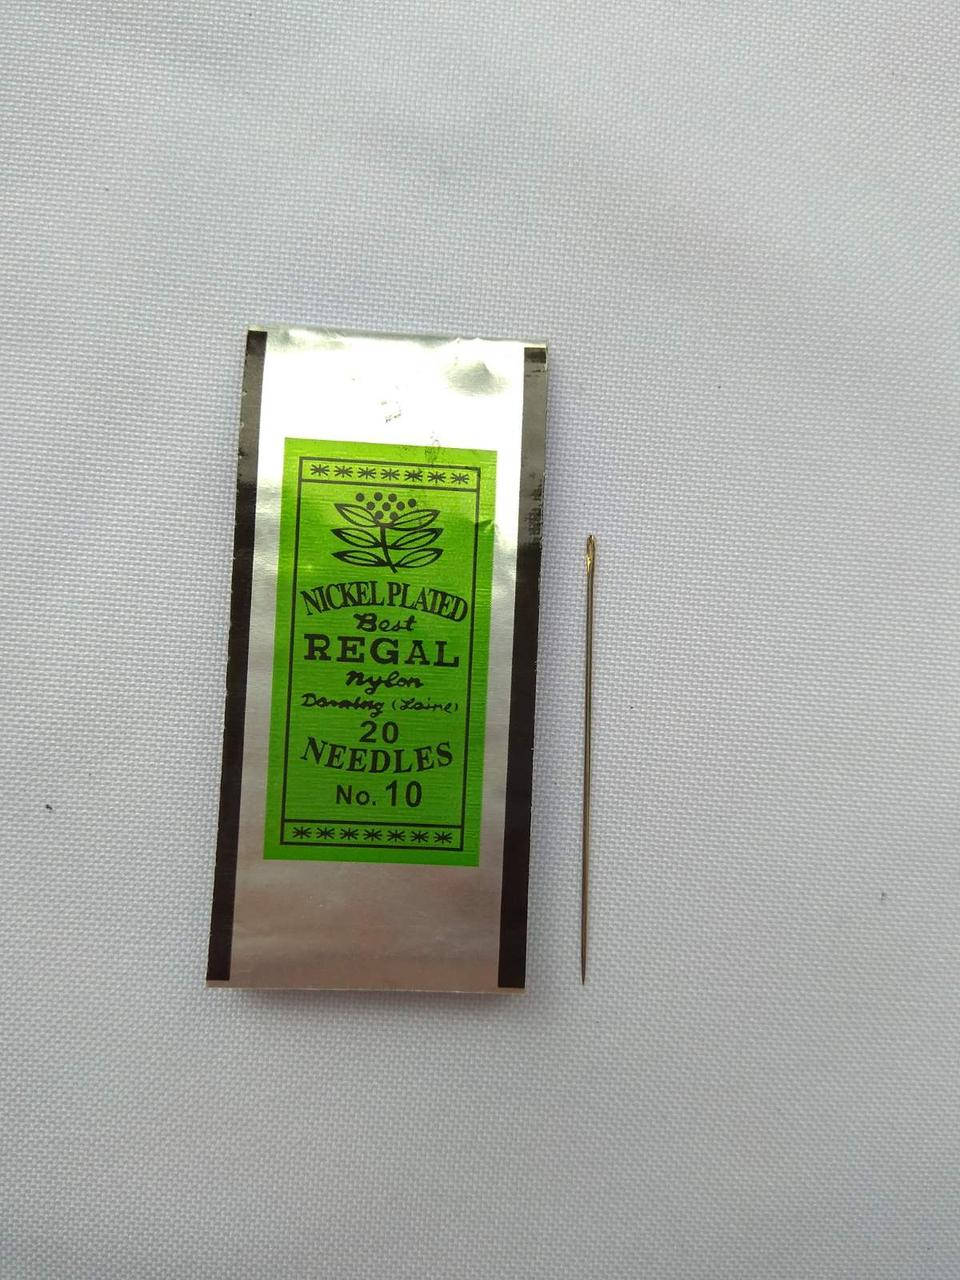 NICKEL PLATED
Best
REGAL
Nylon
Darning (Laine)
20
NEEDLES
No. 10